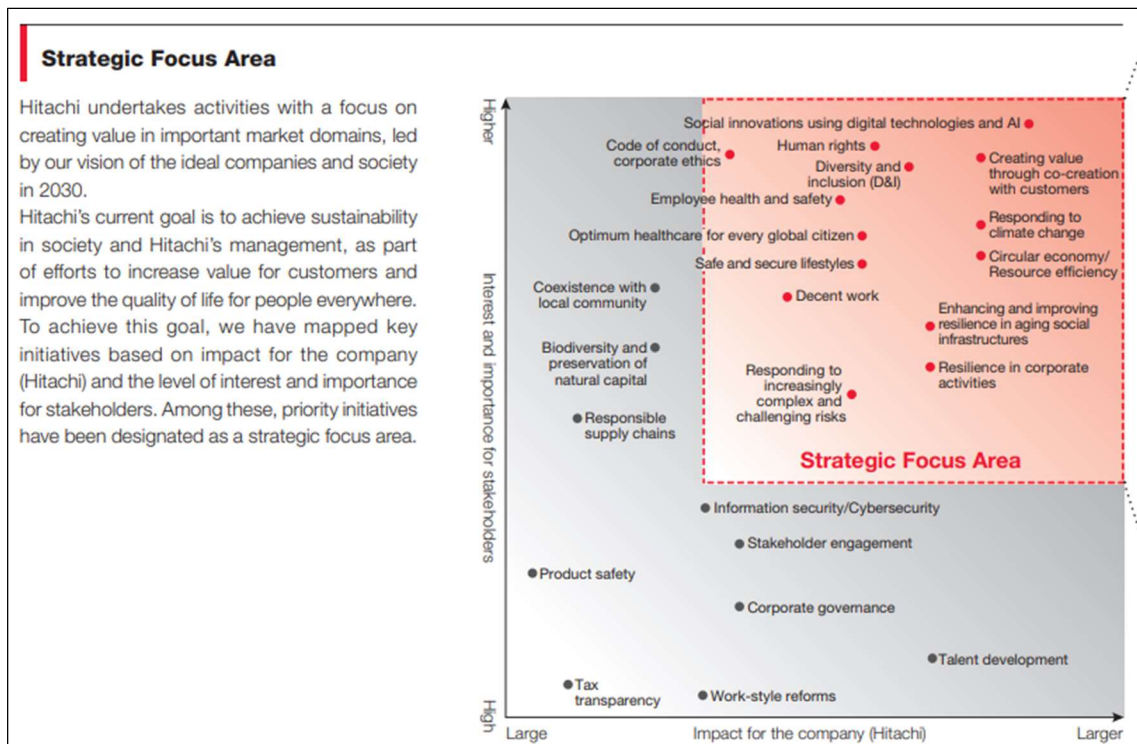 Strategic Focus Area
Hitachi undertakes activities with a focus on
creating value in important market domains, led
by our vision of the ideal companies and society
in 2030.
Hitachi's current goal is to achieve sustainability
in society and Hitachi's management, as part
of efforts to increase value for customers and
improve the quality of life for people everywhere.
To achieve this goal, we have mapped key
initiatives based on impact for the company
(Hitachi) and the level of interest and importance
for stakeholders. Among these, priority initiatives
have been designated as a strategic focus area.
Higher
Interest and importance for stakeholders
High
Social innovations using digital technologies and AI
Code of conduct,
corporate ethics
Human rights
Diversity and
inclusion (D&I)
Creating value
through co-creation
with customers
Employee health and safety
Responding to
climate change
Optimum healthcare for every global citizen
Safe and secure lifestyles
Circular economy/
Resource efficiency
Coexistence with
local community
Decent work
Enhancing and improving
resilience in aging social
infrastructures
Biodiversity and
preservation of
natural capital
Responding to
increasingly
complex and
challenging risks
Resilience in corporate
activities
Responsible
supply chains
Strategic Focus Area
Information security/Cybersecurity
Stakeholder engagement
Product safety
Corporate governance
Talent development
Tax
transparency
Work-style reforms
Large
Impact for the company (Hitachi)
Larger